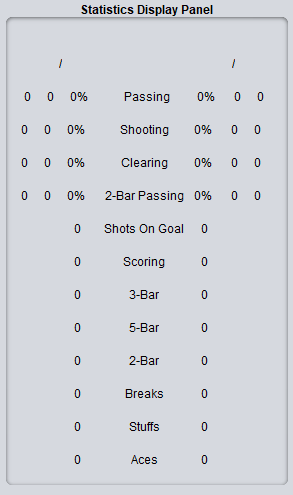 Statistics Display Panel
/ /
0 0 0% Passing 0% 0 0
0 0 0% Shooting 0% 0 0
0 0 0% Clearing 0% 0 0
0 0 0% 2-Bar Passing 0% 0 0
0 Shots On Goal 0
0 Scoring 0
0 3-Bar 0
0 5-Bar 0
0 2-Bar 0
0 Breaks 0
0 Stuffs 0
0 Aces 0